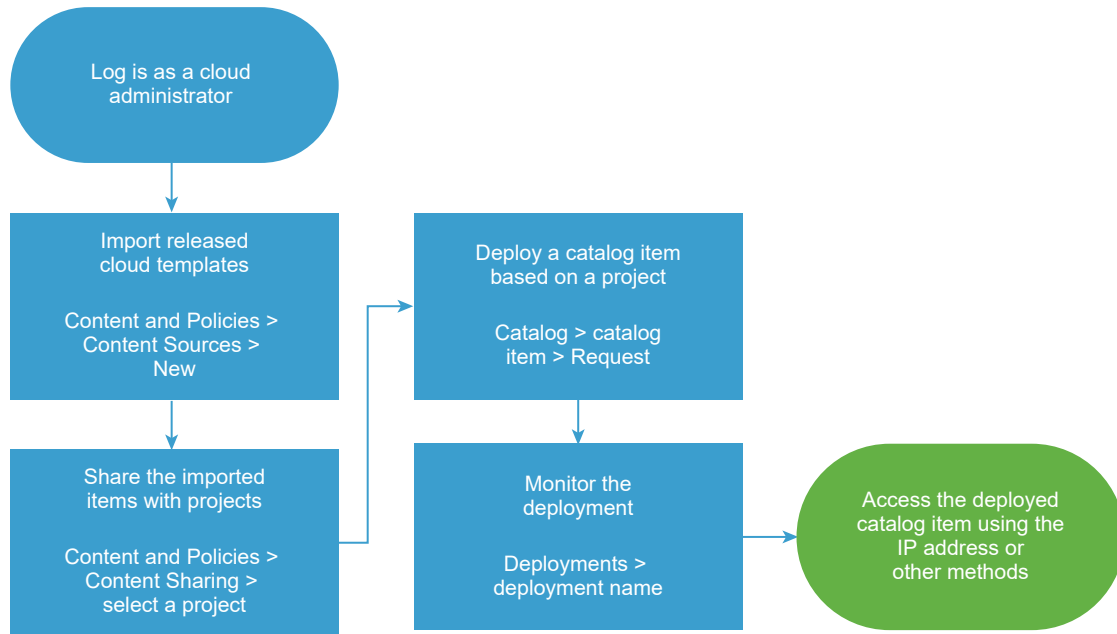 Log is as a cloud
administrator
Import released
cloud templates
Content and Policies >
Content Sources >
New
Share the imported
items with projects
Content and Policies >
Content Sharing >
select a project
Deploy a catalog item
based on a project
Catalog > catalog
item > Request
Monitor the
deployment
Deployments >
deployment name
Access the deployed
catalog item using the
IP address or
other methods